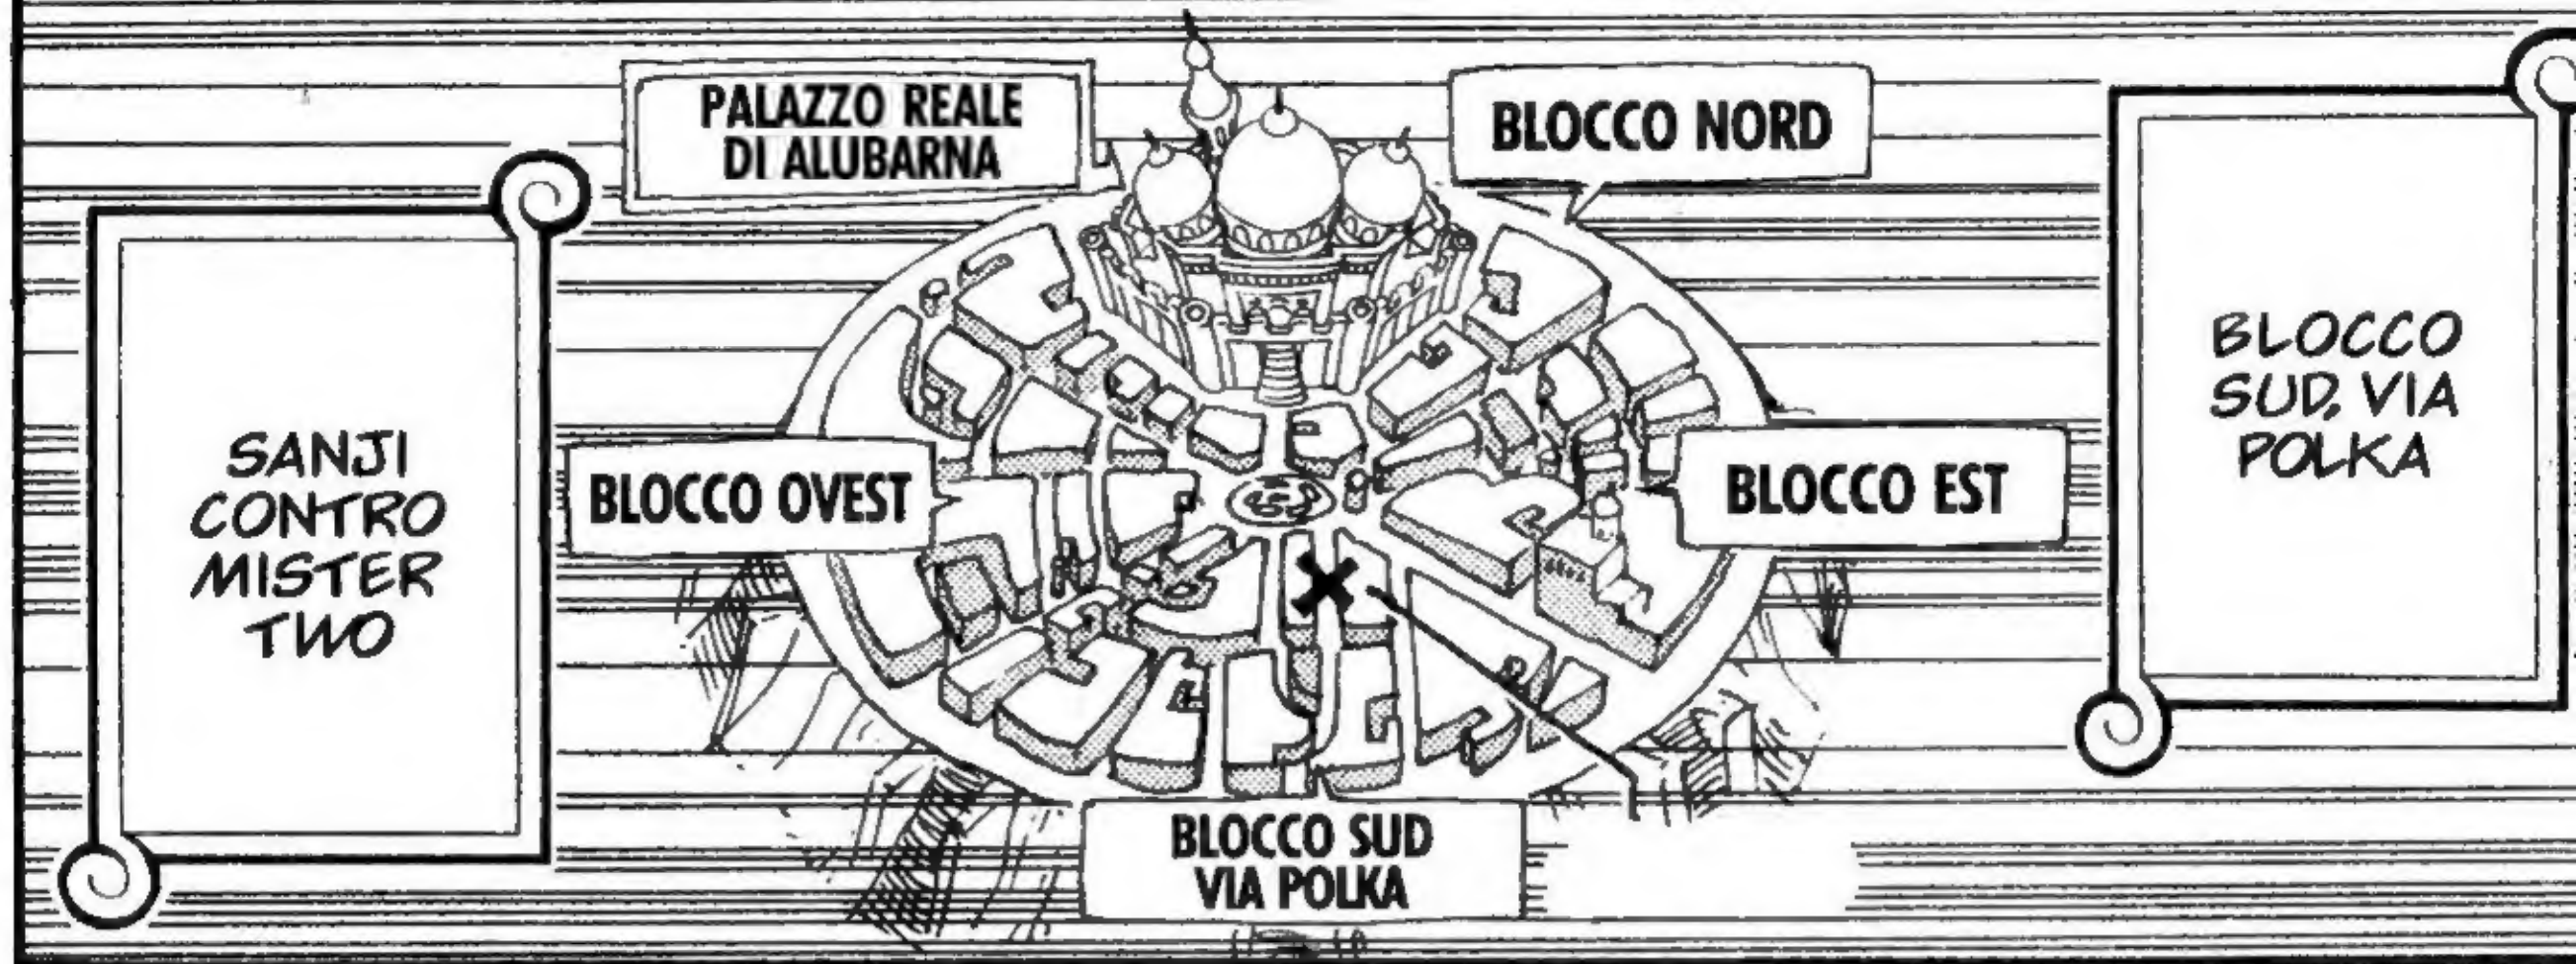 PALAZZO REALE
DI ALUBARNA
BLOCCO NORD
BLOCCO
SUD, VIA
POLKA
SANJI
CONTRO
MISTER
TWO
BLOCCO OVEST
BLOCCO EST
BLOCCO SUD
VIA POLKA